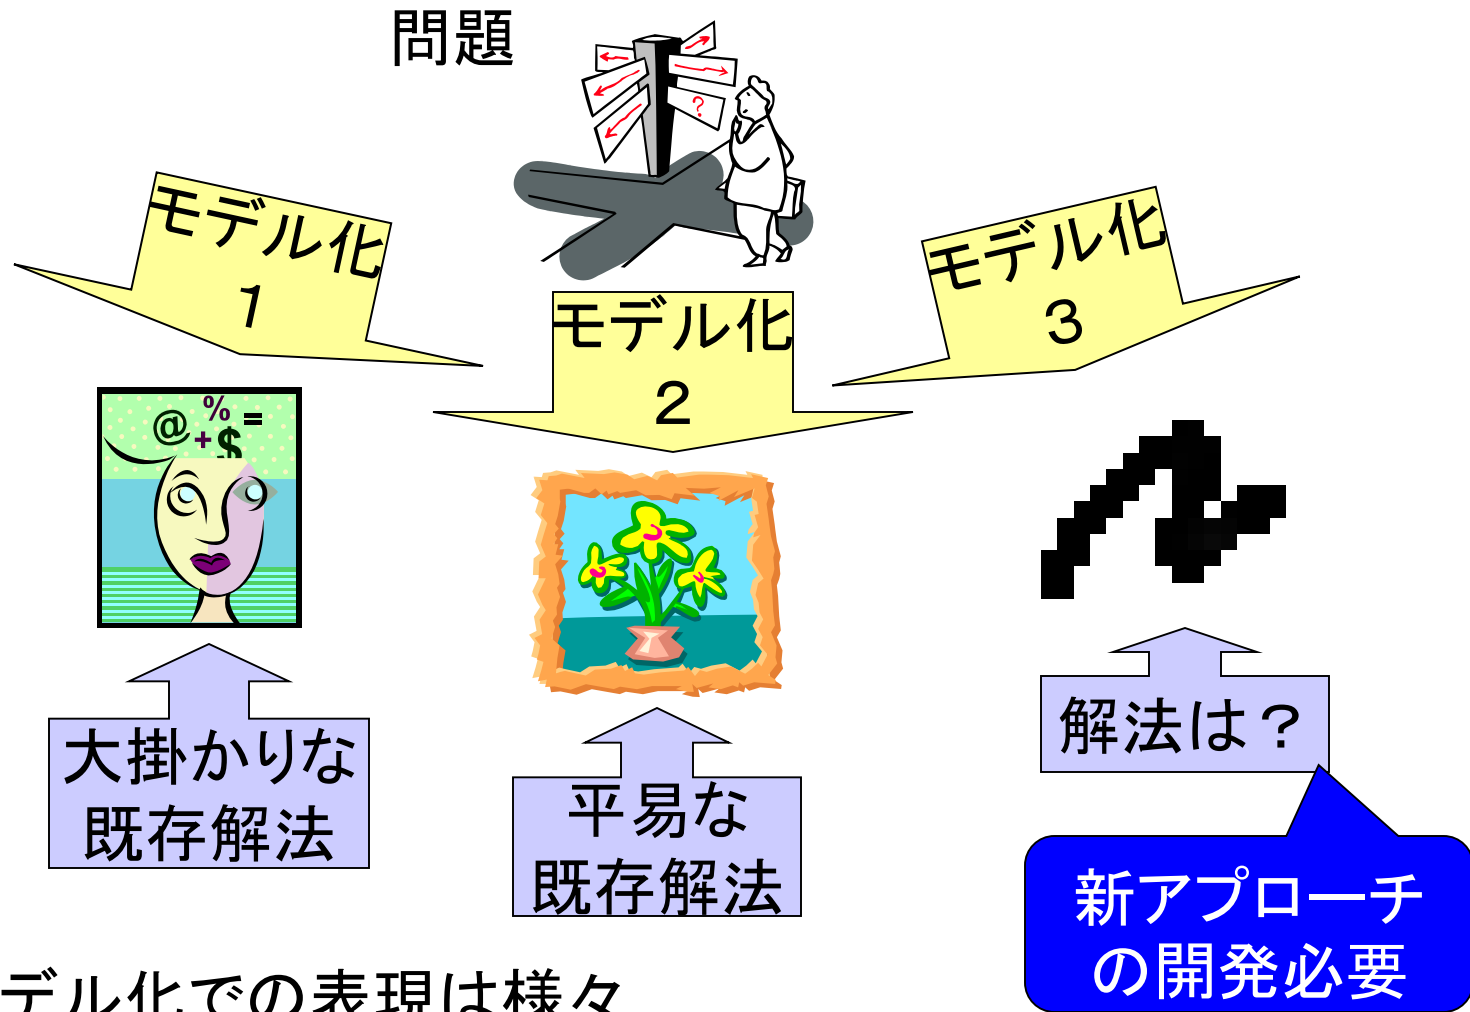 問題
モデル化
１
モデル化
２
モデル化
３
@
%
+
$
=
?
大掛かりな
既存解法
平易な
既存解法
解法は？
新アプローチ
の開発必要
デル化での表現は様々